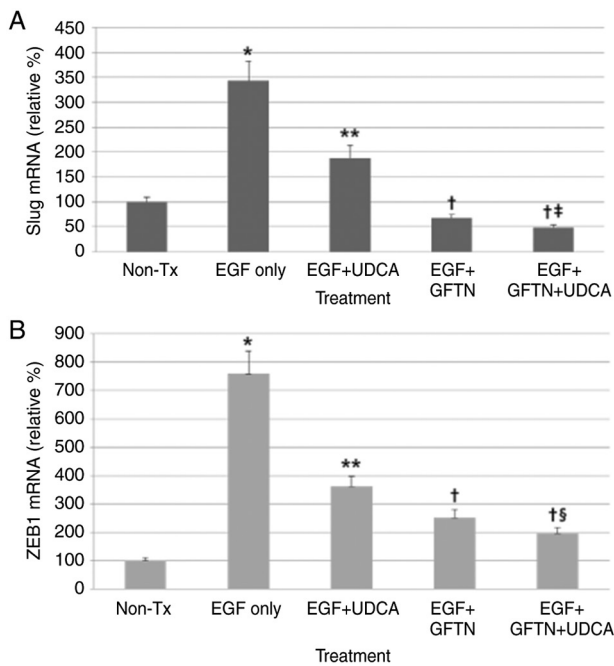 A
Slug mRNA (relative %)
450
400
350
300
250
200
150
100
50
0
*
**
†
†‡
Non-Tx
EGF only
EGF+UDCA
EGF+
GFTN
EGF+
GFTN+UDCA
Treatment
B
ZEB1 mRNA (relative %)
900
800
700
600
500
400
300
200
100
0
*
**
†
†§
Non-Tx
EGF only
EGF+UDCA
EGF+
GFTN
EGF+
GFTN+UDCA
Treatment